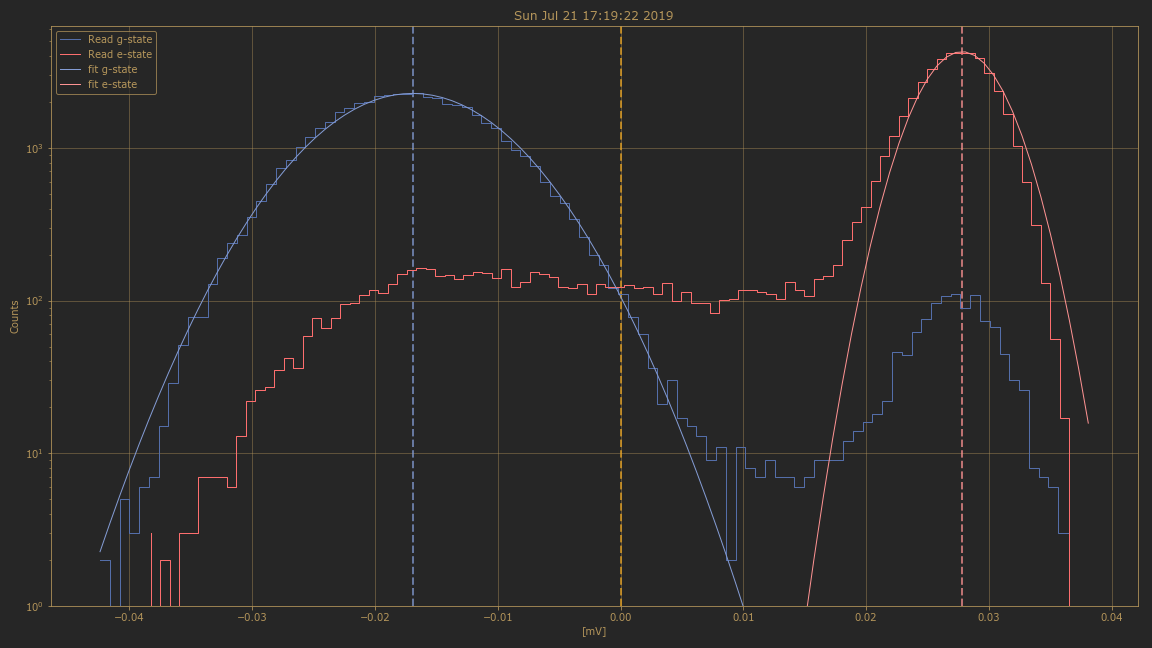 Sun Jul 21 17:19:22 2019
Read g-state
Read e-state
fit g-state
fit e-state
Counts
10³
10²
10¹
10⁰
−0.04 −0.03 −0.02 −0.01 0.00 0.01 0.02 0.03 0.04
[mV]